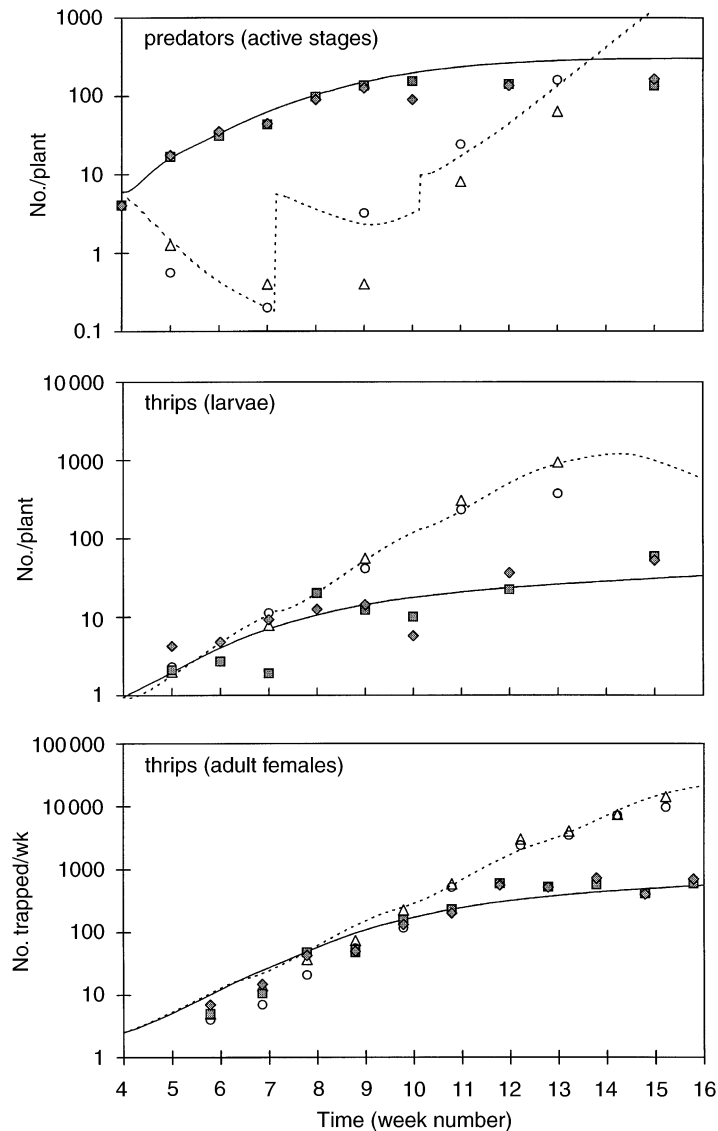 predators (active stages)
1000
100
10
1
0.1
No./plant
thrips (larvae)
10 000
1000
100
10
1
No./plant
thrips (adult females)
100 000
10 000
1000
100
10
1
No. trapped/wk
4 5 6 7 8 9 10 11 12 13 14 15 16
Time (week number)